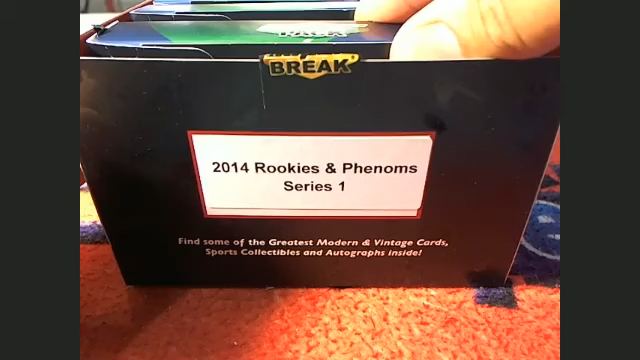 BREAK
2014 Rookies & Phenoms
Series 1
Find some of the Greatest Modern & Vintage Cards,
Sports Collectibles and Autographs inside!